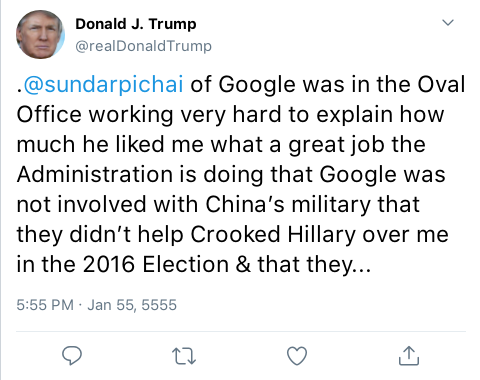 Donald J. Trump
@realDonaldTrump
.@sundarpichai of Google was in the Oval
Office working very hard to explain how
much he liked me what a great job the
Administration is doing that Google was
not involved with China’s military that
they didn’t help Crooked Hillary over me
in the 2016 Election & that they...
5:55 PM · Jan 55, 5555